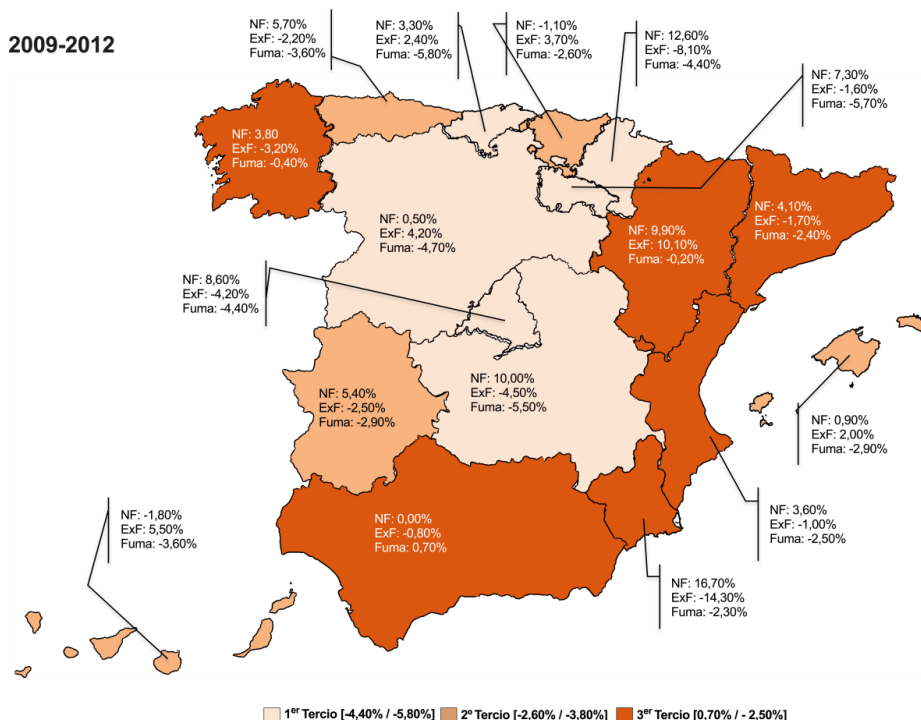 2009-2012
NF: 5,70%
ExF: -2,20%
Fuma: -3,60%
NF: 3,30%
ExF: 2,40%
Fuma: -5,80%
NF: -1,10%
ExF: 3,70%
Fuma: -2,60%
NF: 12,60%
ExF: -8,10%
Fuma: -4,40%
NF: 7,30%
ExF: -1,60%
Fuma: -5,70%
NF: 3,80
ExF: -3,20%
Fuma: -0,40%
NF: 0,50%
ExF: 4,20%
Fuma: -4,70%
NF: 9,90%
ExF: 10,10%
Fuma: -0,20%
NF: 4,10%
ExF: -1,70%
Fuma: -2,40%
NF: 8,60%
ExF: -4,20%
Fuma: -4,40%
NF: 10,00%
ExF: -4,50%
Fuma: -5,50%
NF: 5,40%
ExF: -2,50%
Fuma: -2,90%
NF: 0,90%
ExF: 2,00%
Fuma: -2,90%
NF: 3,60%
ExF: -1,00%
Fuma: -2,50%
NF: -1,80%
ExF: 5,50%
Fuma: -3,60%
NF: 0,00%
ExF: -0,80%
Fuma: 0,70%
NF: 16,70%
ExF: -14,30%
Fuma: -2,30%
1er Tercio [-4,40% / -5,80%] 2º Tercio [-2,60% / -3,80%] 3er Tercio [0,70% / - 2,50%]